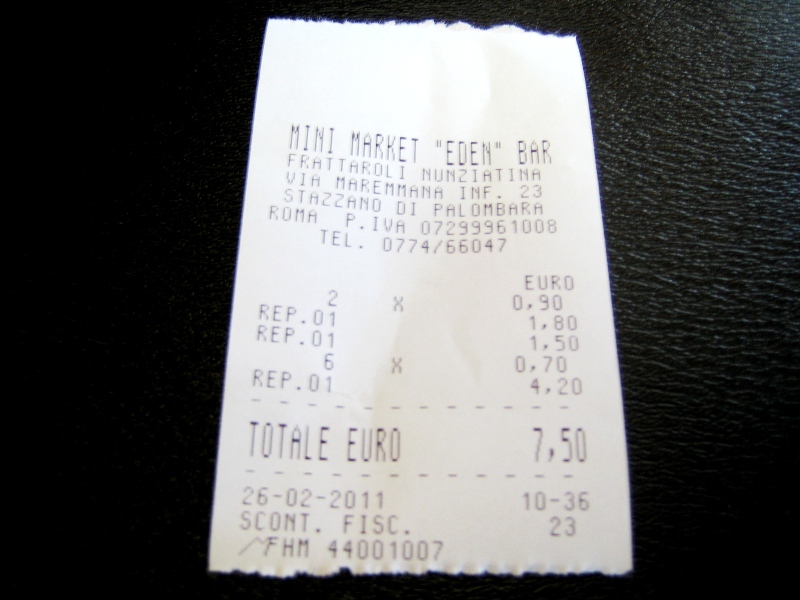 MINI MARKET "EDEN" BAR
FRATTAROLI NUNZIATINA
VIA MAREMMANA INF. 23
STAZZANO DI PALOMBARA
ROMA P.IVA 07299961008
TEL. 0774/66047
EURO
2 X 0,90
REP.01 1,80
REP.01 1,50
6 X 0,70
REP.01 4,20
TOTALE EURO 7,50
26-02-2011 10-36
SCONT. FISC. 23
FHM 44001007